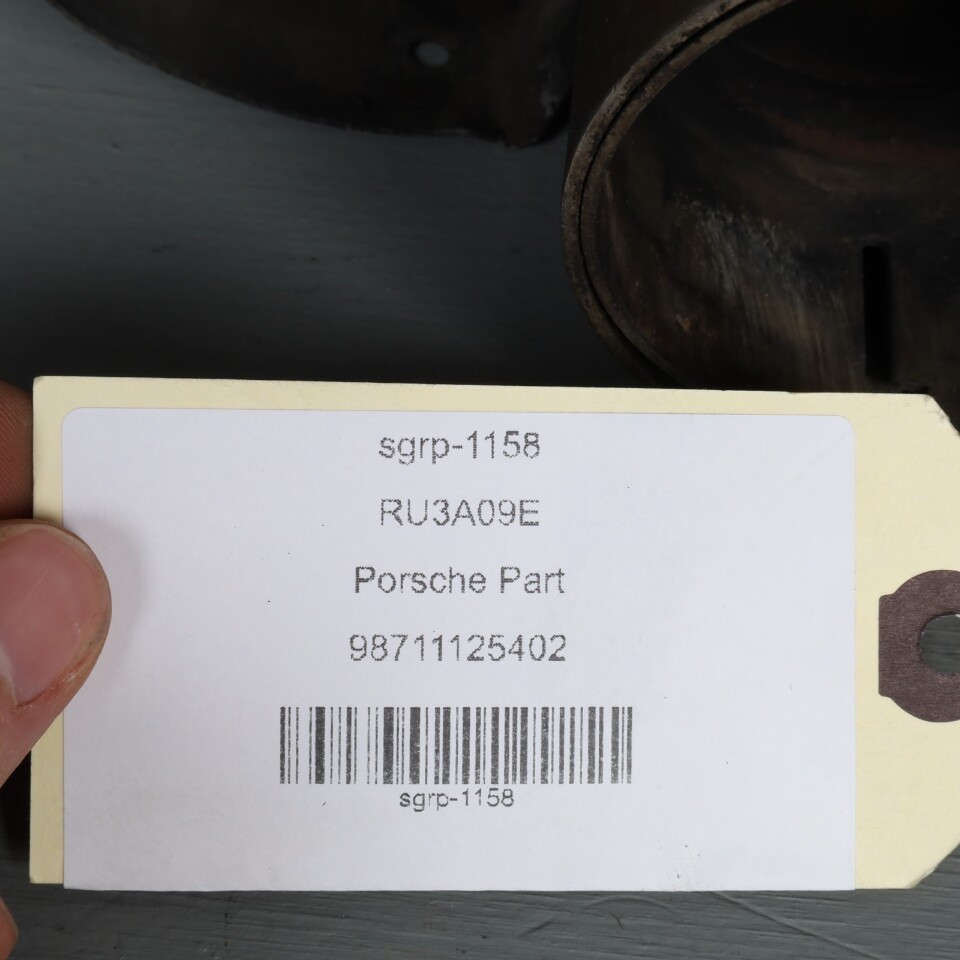 sgrp-1158
RU3A09E
Porsche Part
98711125402
sgrp-1158